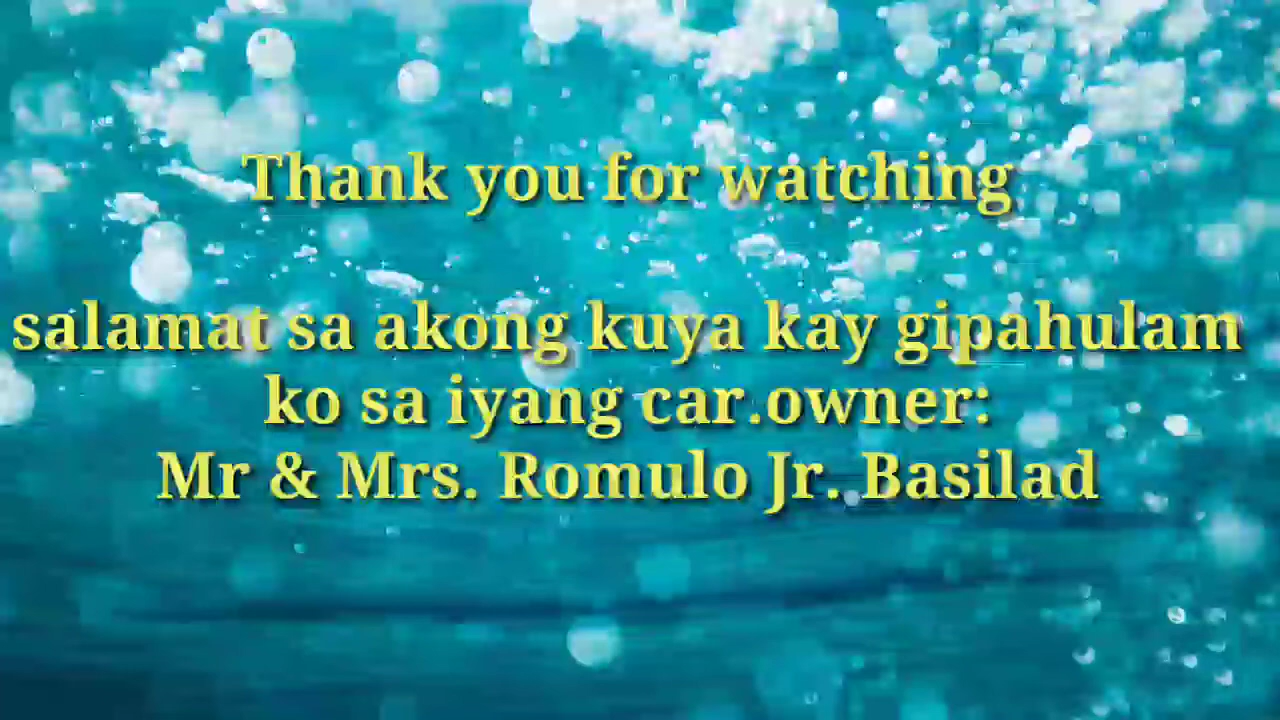 Thank you for watching
salamat sa akong kuya kay gipahulam
ko sa iyang car.owner:
Mr & Mrs. Romulo Jr. Basilad